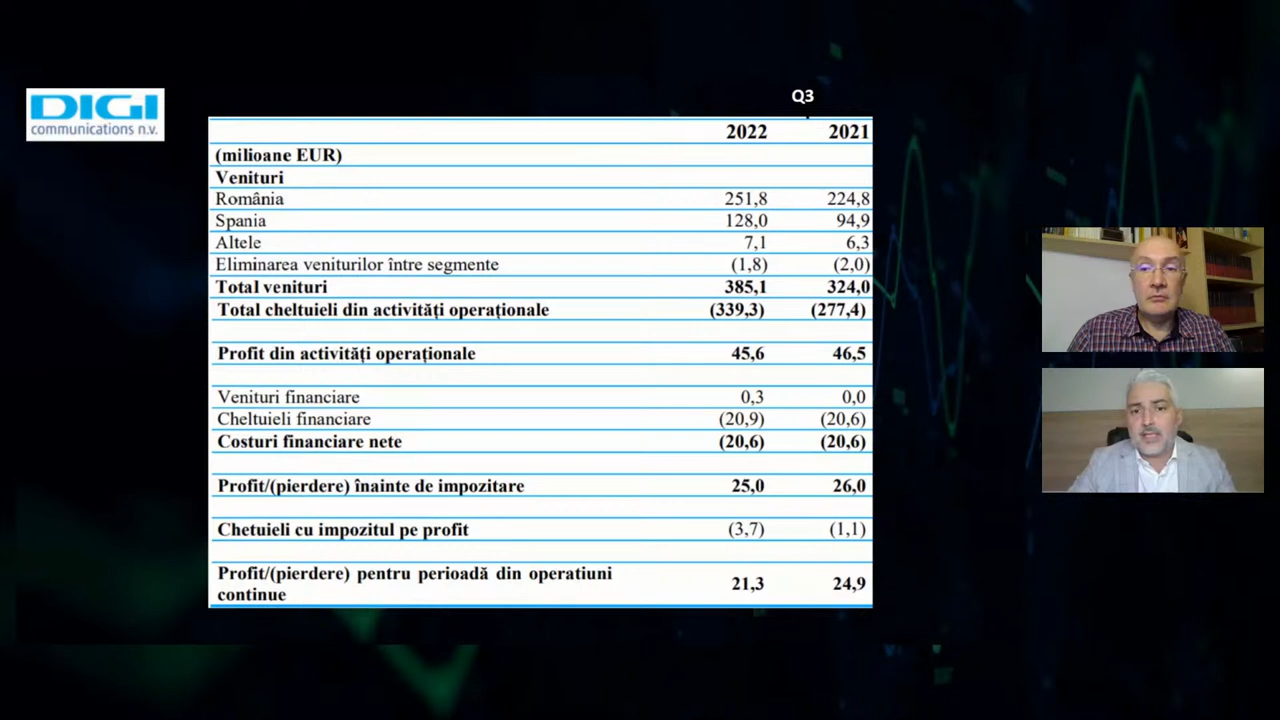 Q3
DIGI
communications n.v.
2022 2021
(milioane EUR)
Venituri
România 251,8 224,8
Spania 128,0 94,9
Altele 7,1 6,3
Eliminarea veniturilor între segmente (1,8) (2,0)
Total venituri 385,1 324,0
Total cheltuieli din activități operaționale (339,3) (277,4)
Profit din activități operaționale 45,6 46,5
Venituri financiare 0,3 0,0
Cheltuieli financiare (20,9) (20,6)
Costuri financiare nete (20,6) (20,6)
Profit/(pierdere) înainte de impozitare 25,0 26,0
Chetuieli cu impozitul pe profit (3,7) (1,1)
Profit/(pierdere) pentru perioadă din operatiuni
continue 21,3 24,9